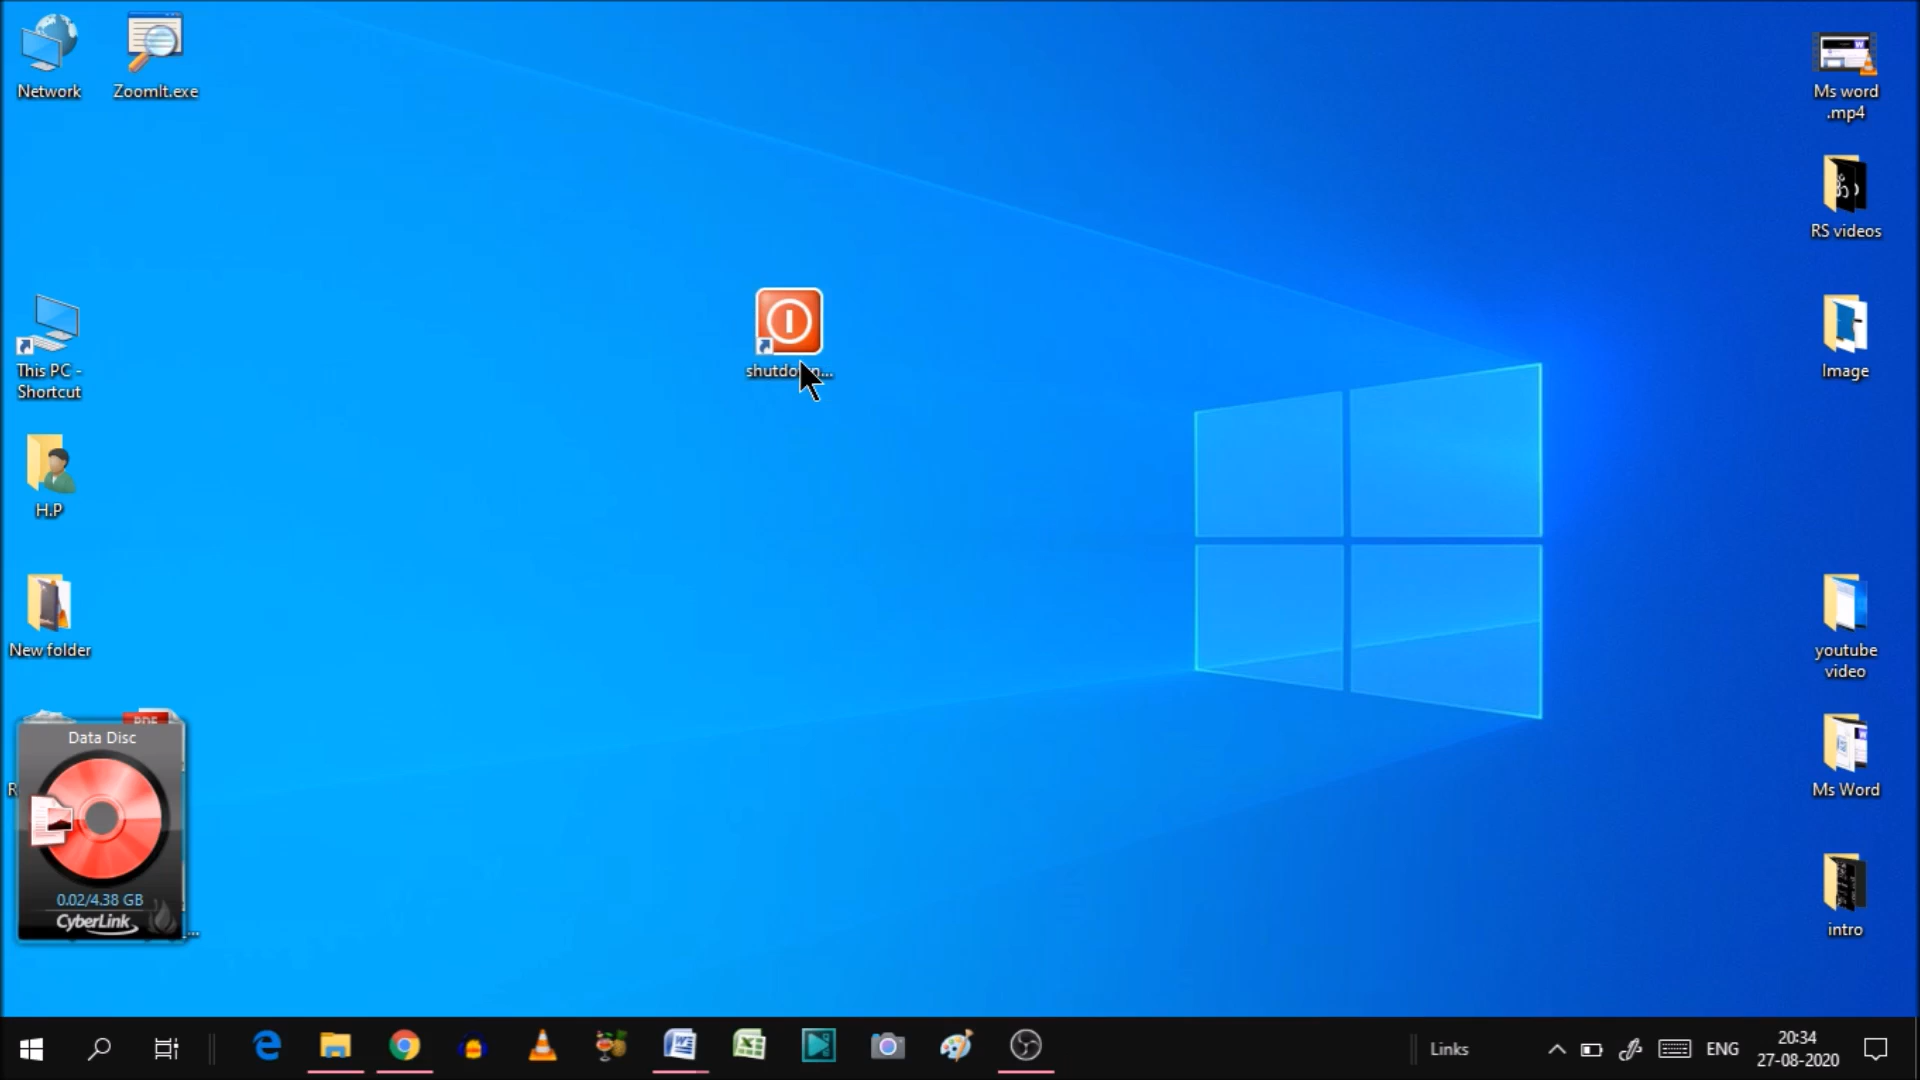 Network
ZoomIt.exe
Ms word
.mp4
RS videos
This PC -
Shortcut
Image
H.P
New folder
youtube
video
PDF
Data Disc
Ms Word
0.02/4.38 GB
CyberLink
intro
Links
ENG
20:34
27-08-2020